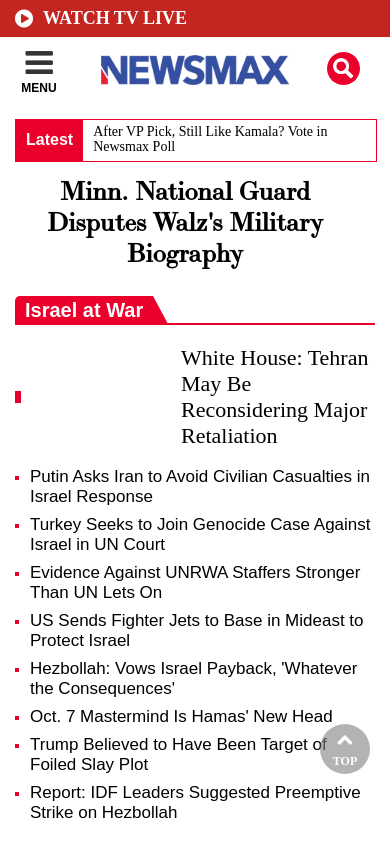 WATCH TV LIVE
MENU
NEWSMAX
Latest
After VP Pick, Still Like Kamala? Vote in
Newsmax Poll
Minn. National Guard
Disputes Walz's Military
Biography
Israel at War
White House: Tehran
May Be
Reconsidering Major
Retaliation
Putin Asks Iran to Avoid Civilian Casualties in
Israel Response
Turkey Seeks to Join Genocide Case Against
Israel in UN Court
Evidence Against UNRWA Staffers Stronger
Than UN Lets On
US Sends Fighter Jets to Base in Mideast to
Protect Israel
Hezbollah: Vows Israel Payback, 'Whatever
the Consequences'
Oct. 7 Mastermind Is Hamas' New Head
Trump Believed to Have Been Target of
Foiled Slay Plot
TOP
Report: IDF Leaders Suggested Preemptive
Strike on Hezbollah